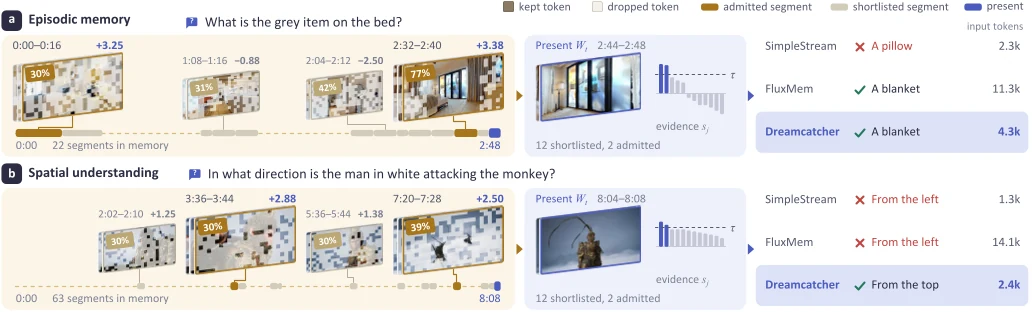 kept token dropped token admitted segment shortlisted segment present
a Episodic memory ? What is the grey item on the bed? input tokens
0:00–0:16 +3.25
1:08–1:16 −0.88
2:04–2:12 −2.50
2:32–2:40 +3.38
30%
31%
42%
77%
0:00 22 segments in memory 2:48
Present Wt 2:44–2:48
τ
evidence sj
12 shortlisted, 2 admitted
SimpleStream A pillow 2.3k
FluxMem A blanket 11.3k
Dreamcatcher A blanket 4.3k
b Spatial understanding ? In what direction is the man in white attacking the monkey?
2:02–2:10 +1.25
3:36–3:44 +2.88
5:36–5:44 +1.38
7:20–7:28 +2.50
30%
30%
30%
39%
0:00 63 segments in memory 8:08
Present Wt 8:04–8:08
τ
evidence sj
12 shortlisted, 2 admitted
SimpleStream From the left 1.3k
FluxMem From the left 14.1k
Dreamcatcher From the top 2.4k